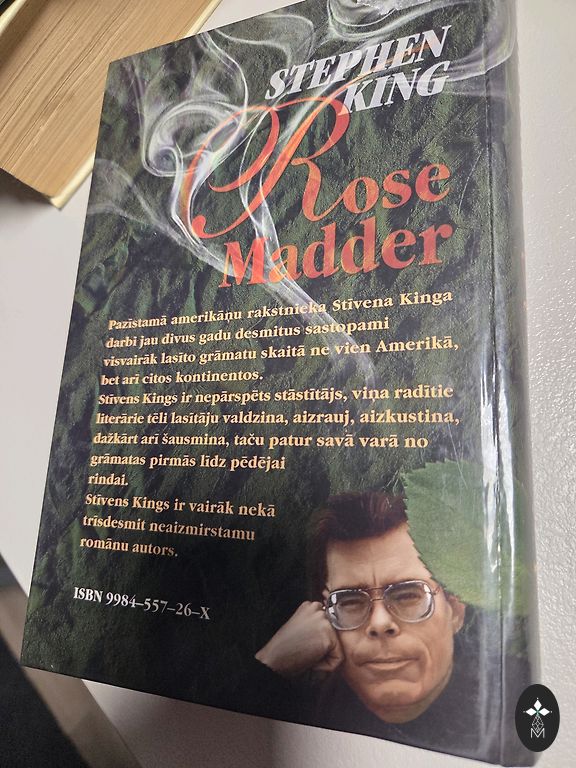 STEPHEN
KING
Rose
Madder
Pazīstamā amerikāņu rakstnieka Stīvena Kinga
darbi jau divus gadu desmitus sastopami
visvairāk lasīto grāmatu skaitā ne vien Amerikā,
bet arī citos kontinentos.
Stīvens Kings ir nepārspēts stāstītājs, viņa radītie
literārie tēli lasītāju valdzina, aizrauj, aizkustina,
dažkārt arī šausmina, taču patur savā varā no
grāmatas pirmās līdz pēdējai
rindai.
Stīvens Kings ir vairāk nekā
trīsdesmit neaizmirstamu
romānu autors.
ISBN 9984–557–26–X
M